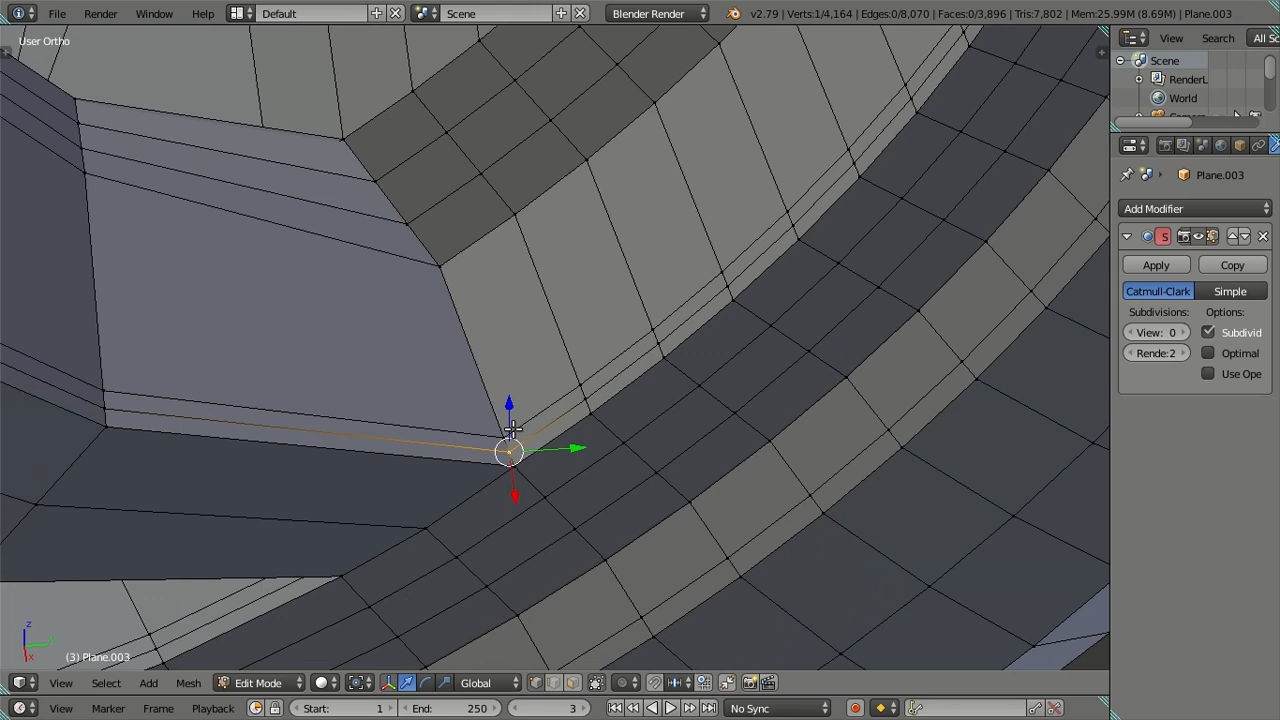 File Render Window Help Default Scene Blender Render v2.79 | Verts:1/4,164 | Edges:0/8,070 | Faces:0/3,896 | Tris:7,802 | Mem:25.99M (8.69M) | Plane.003
User Ortho
View Search All Sc
Scene
RenderL
World
Plane.003
Add Modifier
S
Apply Copy
Catmull-Clark Simple
Subdivisions: Options:
View: 0 Subdivid
Rende:2 Optimal
Use Ope
z
y
x
(3) Plane.003
View Select Add Mesh Edit Mode Global
View Marker Frame Playback Start: 1 End: 250 3 No Sync